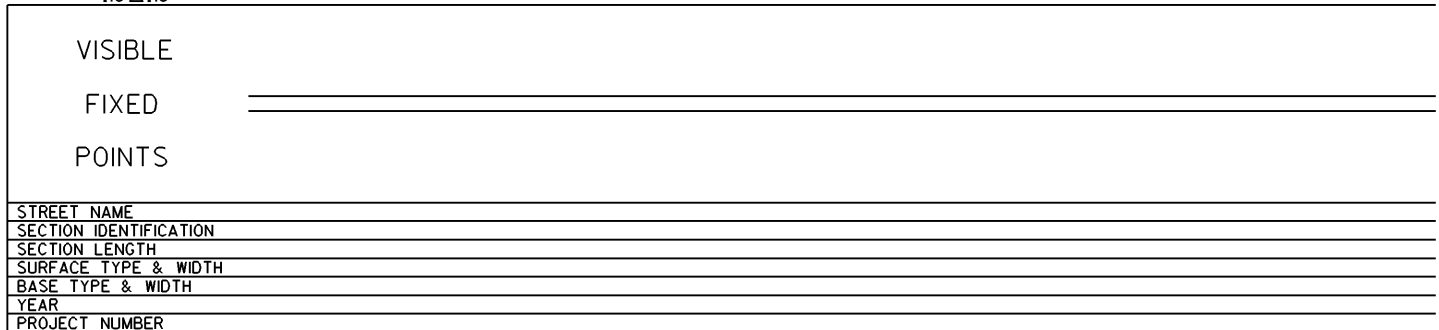 VISIBLE
FIXED
POINTS
STREET NAME
SECTION IDENTIFICATION
SECTION LENGTH
SURFACE TYPE & WIDTH
BASE TYPE & WIDTH
YEAR
PROJECT NUMBER